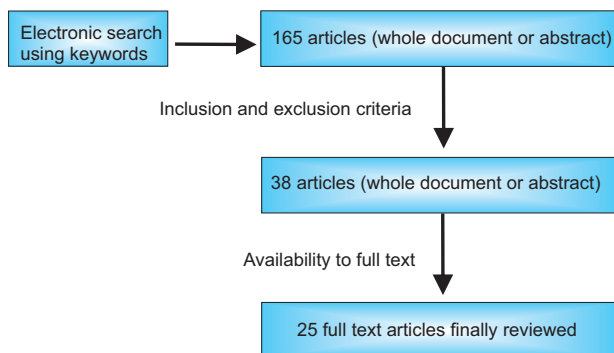 Electronic search
using keywords
165 articles (whole document or abstract)
Inclusion and exclusion criteria
38 articles (whole document or abstract)
Availability to full text
25 full text articles finally reviewed